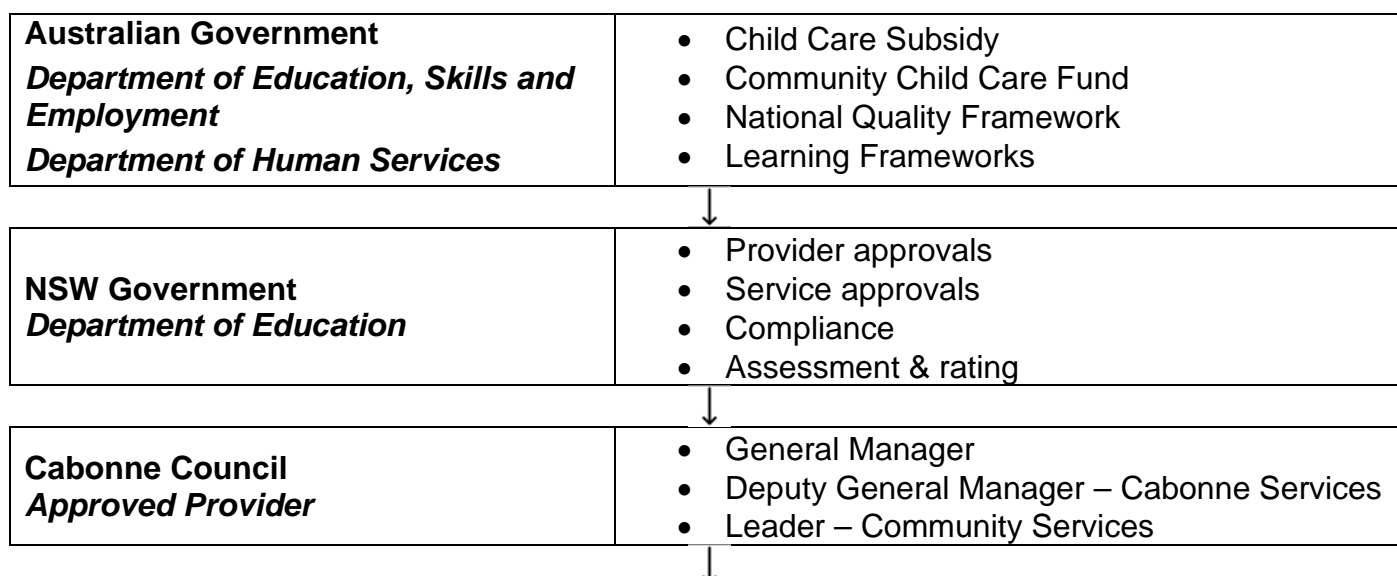 Australian Government
Department of Education, Skills and
Employment
Department of Human Services
• Child Care Subsidy
• Community Child Care Fund
• National Quality Framework
• Learning Frameworks
NSW Government
Department of Education
• Provider approvals
• Service approvals
• Compliance
• Assessment & rating
Cabonne Council
Approved Provider
• General Manager
• Deputy General Manager – Cabonne Services
• Leader – Community Services